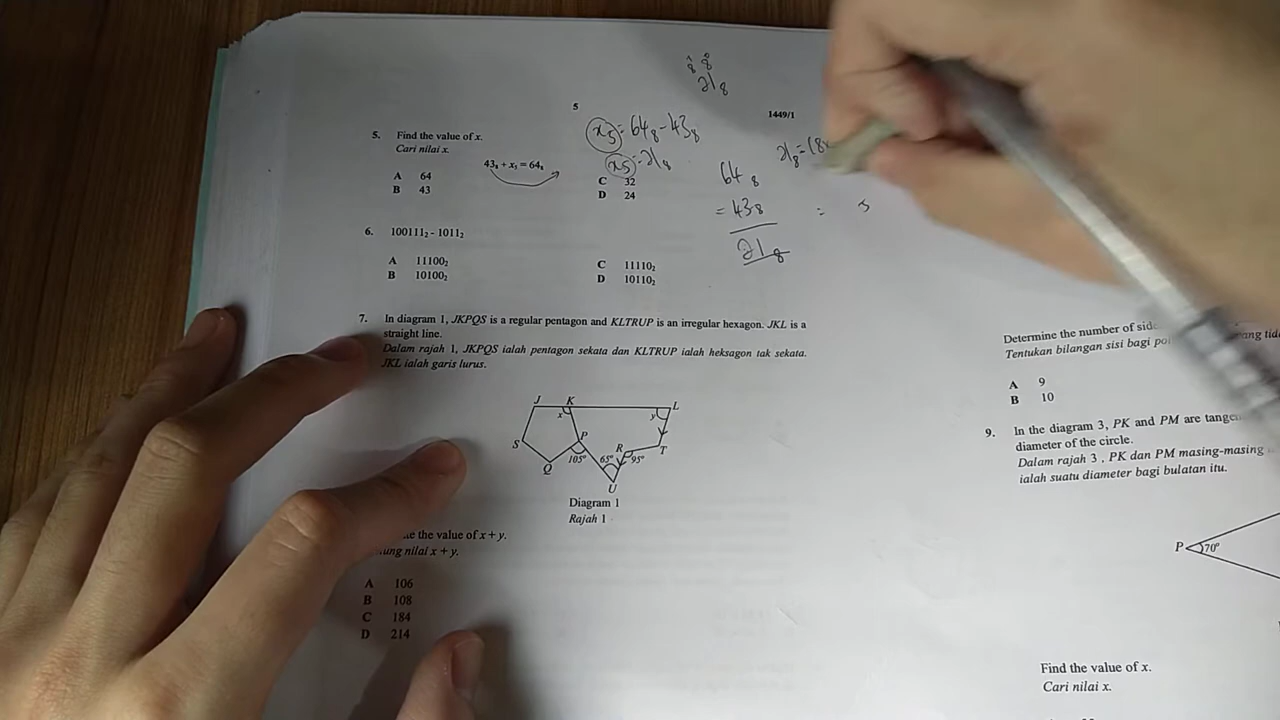 8¹ 8⁰
21₈
5
1449/1
5. Find the value of x.
Cari nilai x.
43₈ + x₅ = 64₈
A 64
B 43
C 32
D 24
x₅ = 64₈ - 43₈
x₅ = 21₈
64₈
= 43₈
21₈
21₈ = (8x
=
6. 100111₂ - 1011₂
A 11100₂
B 10100₂
C 11110₂
D 10110₂
7. In diagram 1, JKPQS is a regular pentagon and KLTRUP is an irregular hexagon. JKL is a
straight line.
Dalam rajah 1, JKPQS ialah pentagon sekata dan KLTRUP ialah heksagon tak sekata.
JKL ialah garis lurus.
J K L
x y
S P T
Q 105° 65° R 95°
U
Diagram 1
Rajah 1
the value of x + y.
nilai x + y.
A 106
B 108
C 184
D 214
Determine the number of
Tentukan bilangan sisi bagi
A 9
B 10
9. In the diagram 3, PK and PM are
diameter of the circle.
Dalam rajah 3 , PK dan PM masing-masing
ialah suatu diameter bagi bulatan itu.
P 70°
Find the value of x.
Cari nilai x.